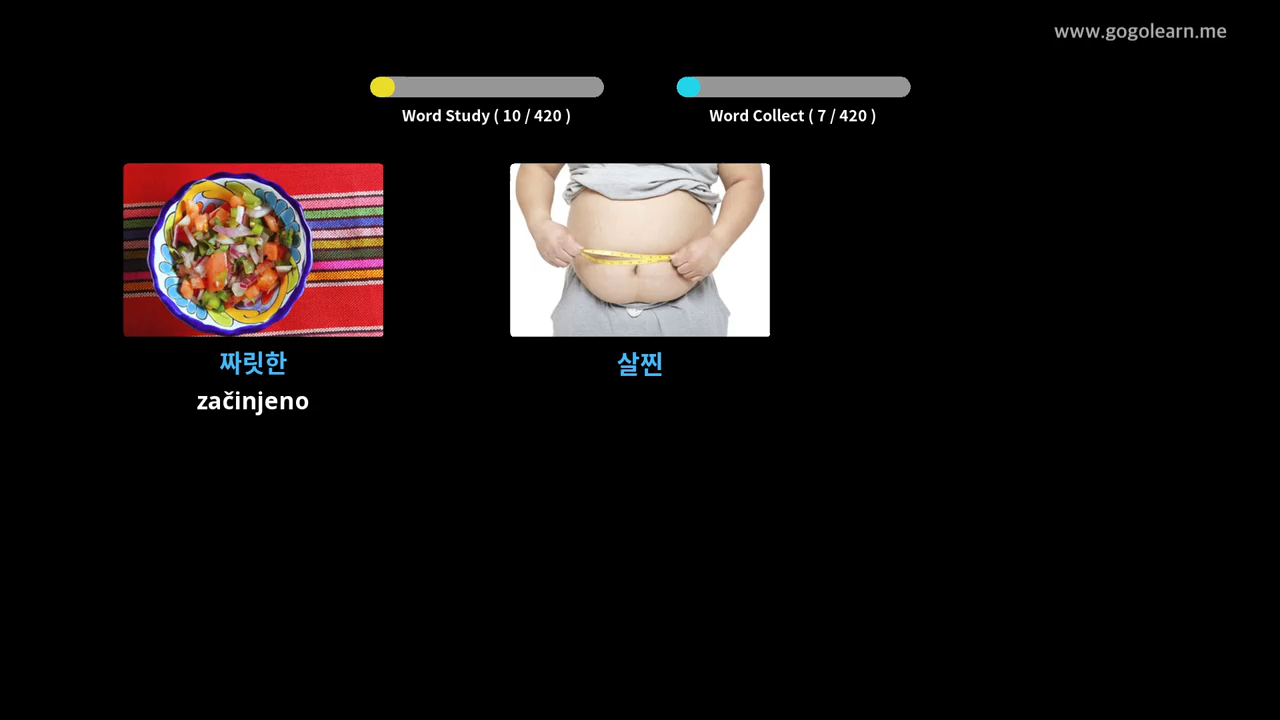 www.gogolearn.me
Word Study ( 10 / 420 )
Word Collect ( 7 / 420 )
짜릿한
살찐
začinjeno